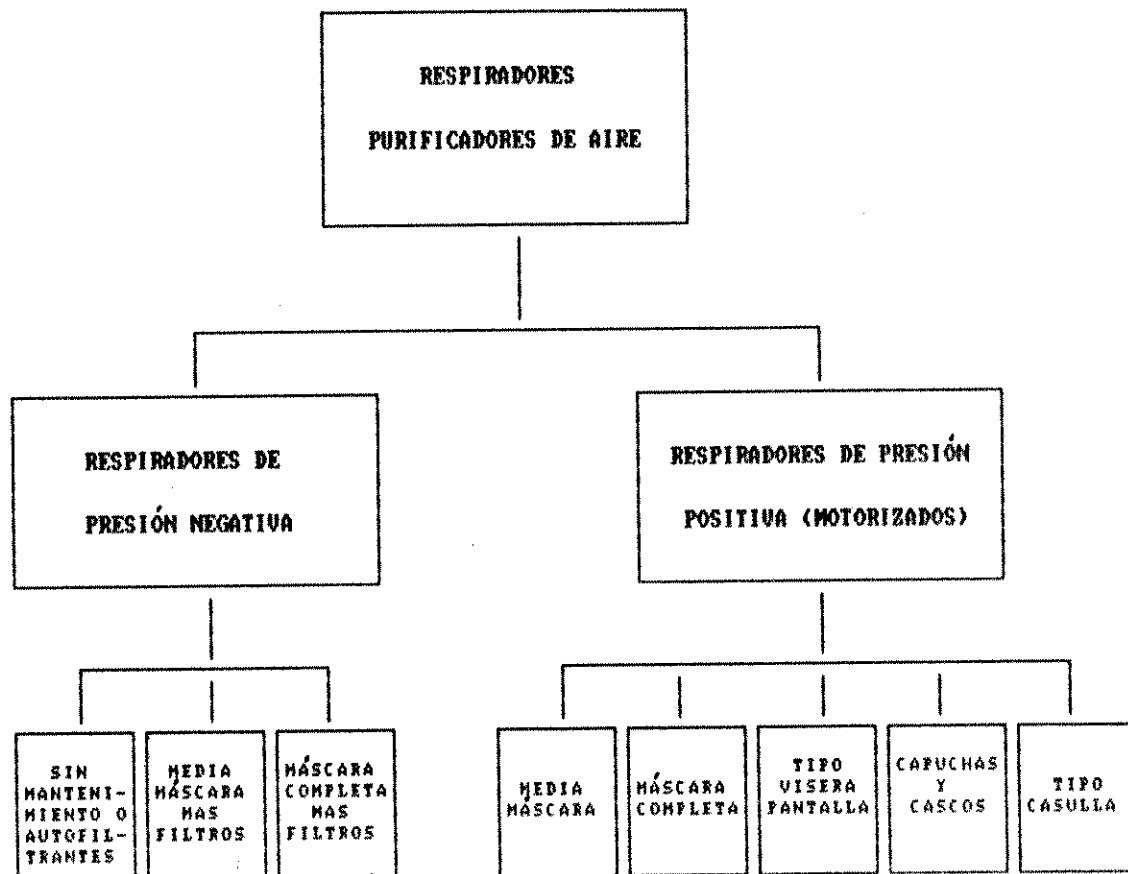 RESPIRADORES
PURIFICADORES DE AIRE
RESPIRADORES DE
PRESIÓN NEGATIVA
RESPIRADORES DE PRESIÓN
POSITIVA (MOTORIZADOS)
SIN
MANTENI-
MIENTO O
AUTOFIL-
TRANTES
MEDIA
MÁSCARA
MAS
FILTROS
MÁSCARA
COMPLETA
MAS
FILTROS
MEDIA
MÁSCARA
MÁSCARA
COMPLETA
TIPO
VISERA
PANTALLA
CAPUCHAS
Y
CASCOS
TIPO
CASULLA